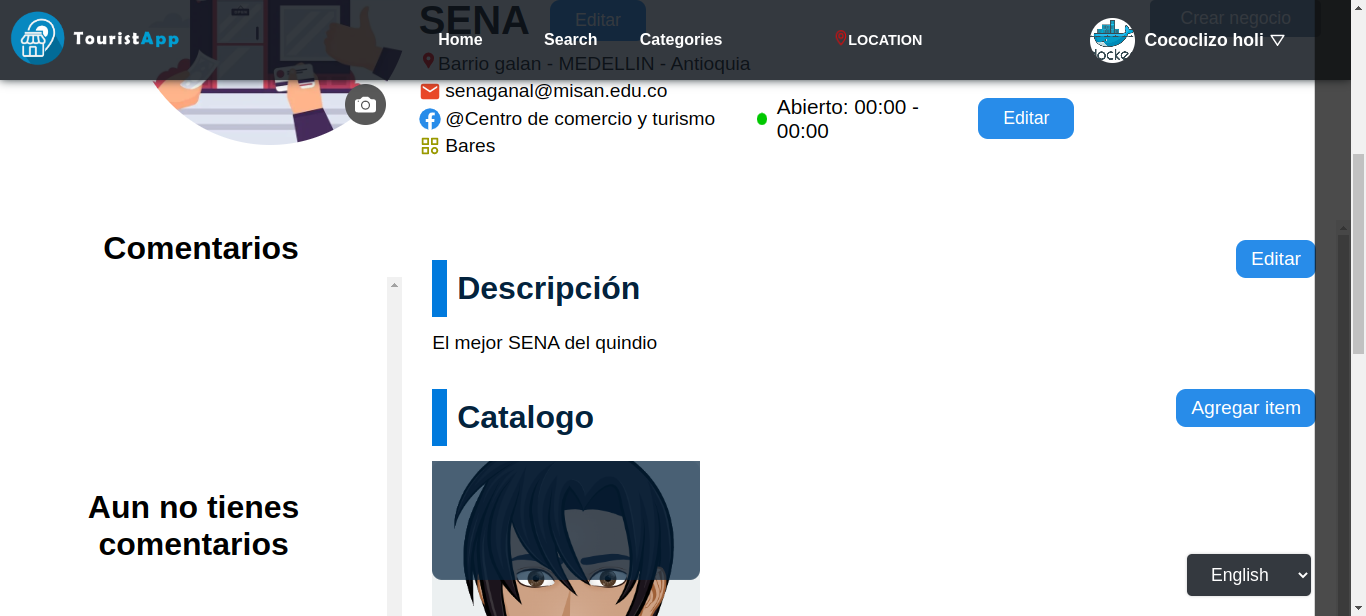 SENA
Editar
Crear negocio
TouristApp
Home
Search
Categories
LOCATION
Cococlizo holi
Barrio galan - MEDELLIN - Antioquia
senaganal@misan.edu.co
@Centro de comercio y turismo
Bares
Abierto: 00:00 -
00:00
Editar
Comentarios
Editar
Descripción
El mejor SENA del quindio
Agregar item
Catalogo
Aun no tienes
comentarios
English